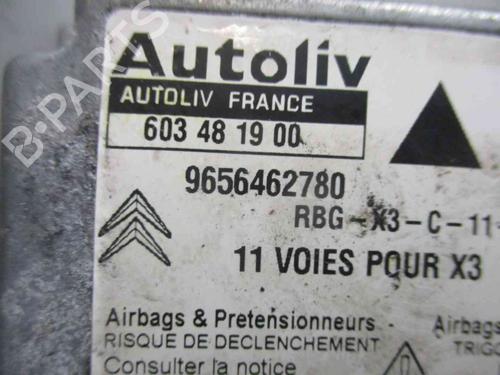 Autoliv
AUTOLIV FRANCE
603 48 19 00
9656462780
RBG-X3-C-11-
11 VOIES POUR X3
Airbags & Pretensionneurs - Airbags
RISQUE DE DECLENCHEMENT TRIGG
Consulter la notice
B-PARTS